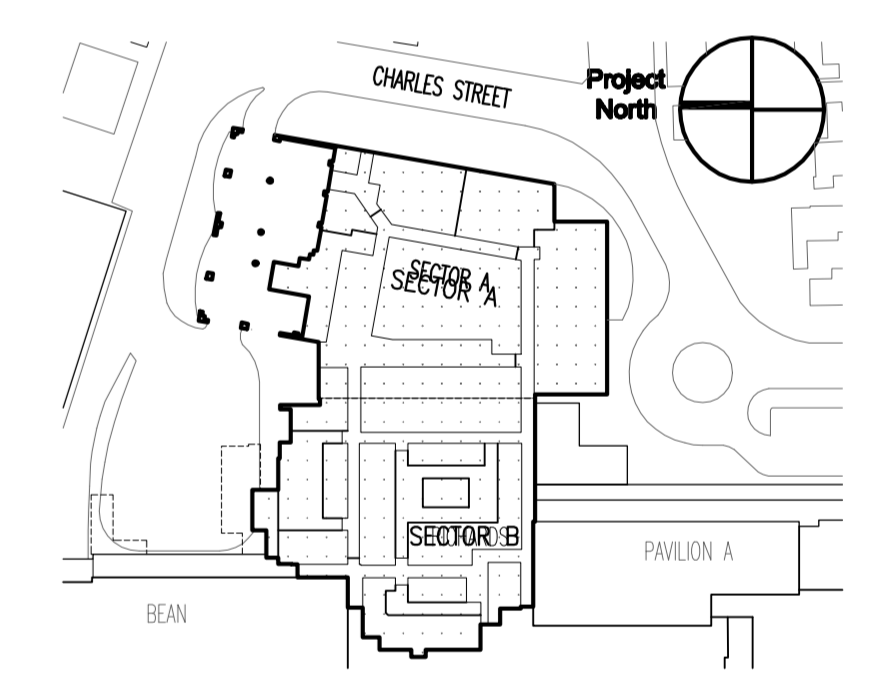 CHARLES STREET
Project
North
SECTOR A
SECTOR A
SECTOR B
PAVILION A
BEAN